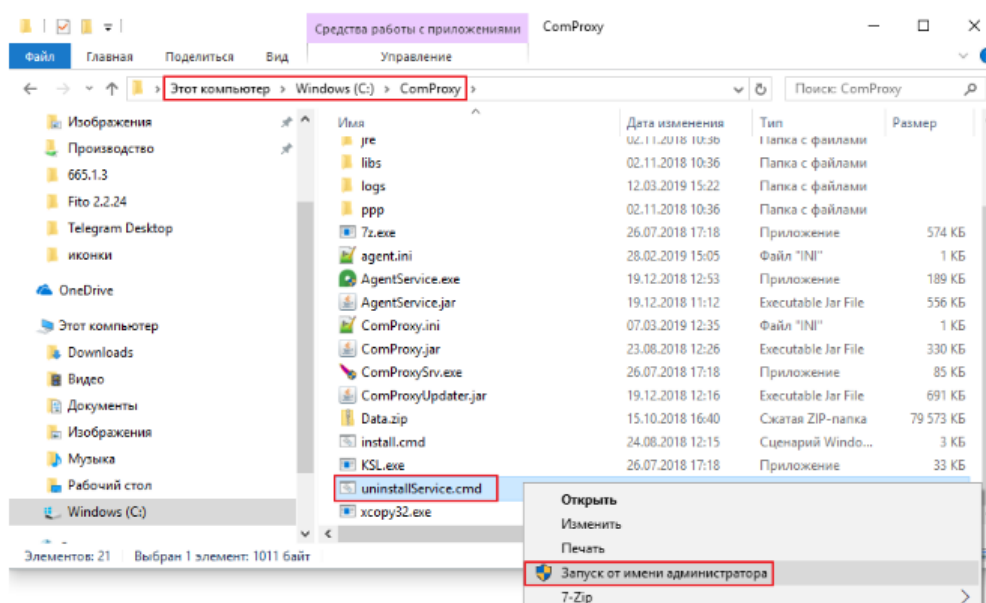 Средства работы с приложениями
ComProxy
Файл Главная Поделиться Вид Управление
Этот компьютер > Windows (C:) > ComProxy >
Поиск: ComProxy
Имя Дата изменения Тип Размер
Изображения
Производство
665.1.3
Fito 2.2.24
Telegram Desktop
иконки
OneDrive
Этот компьютер
Downloads
Видео
Документы
Изображения
Музыка
Рабочий стол
Windows (C:)
jre 02.11.2018 10:36 Папка с файлами
libs 02.11.2018 10:36 Папка с файлами
logs 12.03.2019 15:22 Папка с файлами
ppp 02.11.2018 10:36 Папка с файлами
7z.exe 26.07.2018 17:18 Приложение 574 КБ
agent.ini 28.02.2019 15:05 Файл "INI" 1 КБ
AgentService.exe 19.12.2018 12:53 Приложение 189 КБ
AgentService.jar 19.12.2018 11:12 Executable Jar File 556 КБ
ComProxy.ini 07.03.2019 12:35 Файл "INI" 1 КБ
ComProxy.jar 23.08.2018 12:26 Executable Jar File 330 КБ
ComProxySrv.exe 26.07.2018 17:18 Приложение 85 КБ
ComProxyUpdater.jar 19.12.2018 12:16 Executable Jar File 691 КБ
Data.zip 15.10.2018 16:40 Сжатая ZIP-папка 79 573 КБ
install.cmd 24.08.2018 12:15 Сценарий Windo... 3 КБ
KSL.exe 26.07.2018 17:18 Приложение 33 КБ
uninstallService.cmd
xcopy32.exe
Открыть
Изменить
Печать
Запуск от имени администратора
7-Zip
Элементов: 21 Выбран 1 элемент: 1011 байт